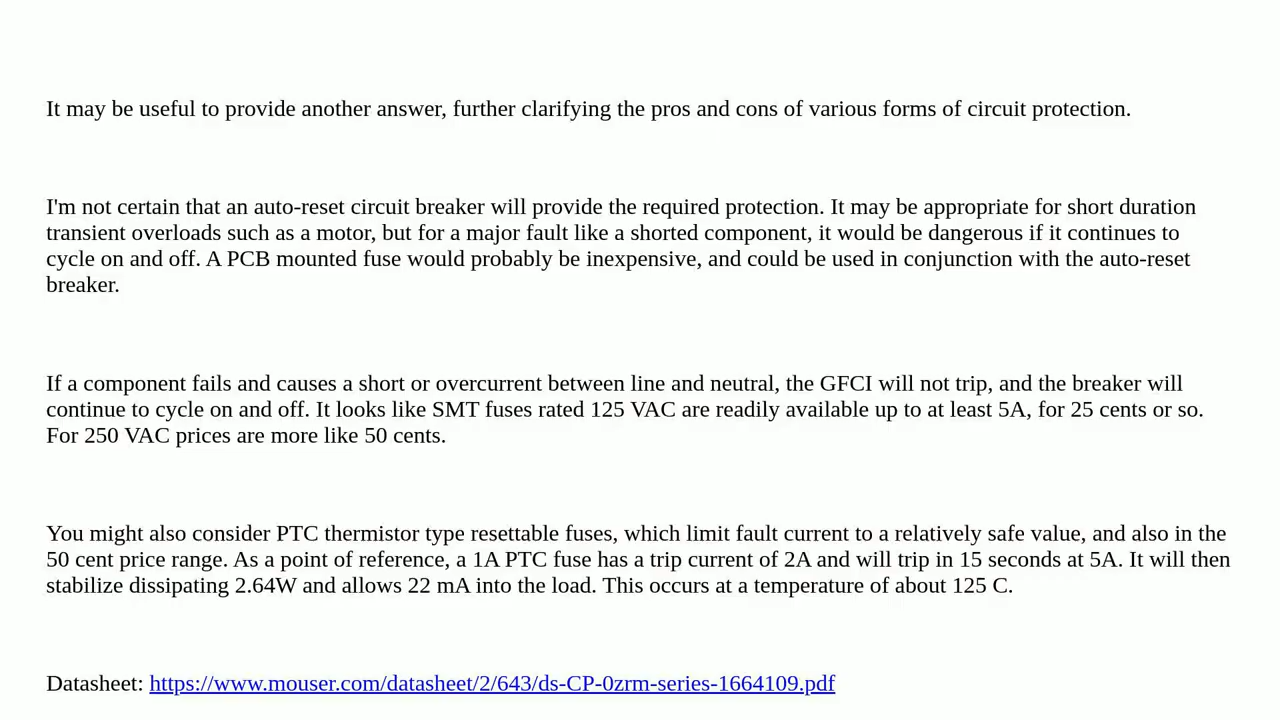 It may be useful to provide another answer, further clarifying the pros and cons of various forms of circuit protection.
I'm not certain that an auto-reset circuit breaker will provide the required protection. It may be appropriate for short duration
transient overloads such as a motor, but for a major fault like a shorted component, it would be dangerous if it continues to
cycle on and off. A PCB mounted fuse would probably be inexpensive, and could be used in conjunction with the auto-reset
breaker.
If a component fails and causes a short or overcurrent between line and neutral, the GFCI will not trip, and the breaker will
continue to cycle on and off. It looks like SMT fuses rated 125 VAC are readily available up to at least 5A, for 25 cents or so.
For 250 VAC prices are more like 50 cents.
You might also consider PTC thermistor type resettable fuses, which limit fault current to a relatively safe value, and also in the
50 cent price range. As a point of reference, a 1A PTC fuse has a trip current of 2A and will trip in 15 seconds at 5A. It will then
stabilize dissipating 2.64W and allows 22 mA into the load. This occurs at a temperature of about 125 C.
Datasheet: https://www.mouser.com/datasheet/2/643/ds-CP-0zrm-series-1664109.pdf